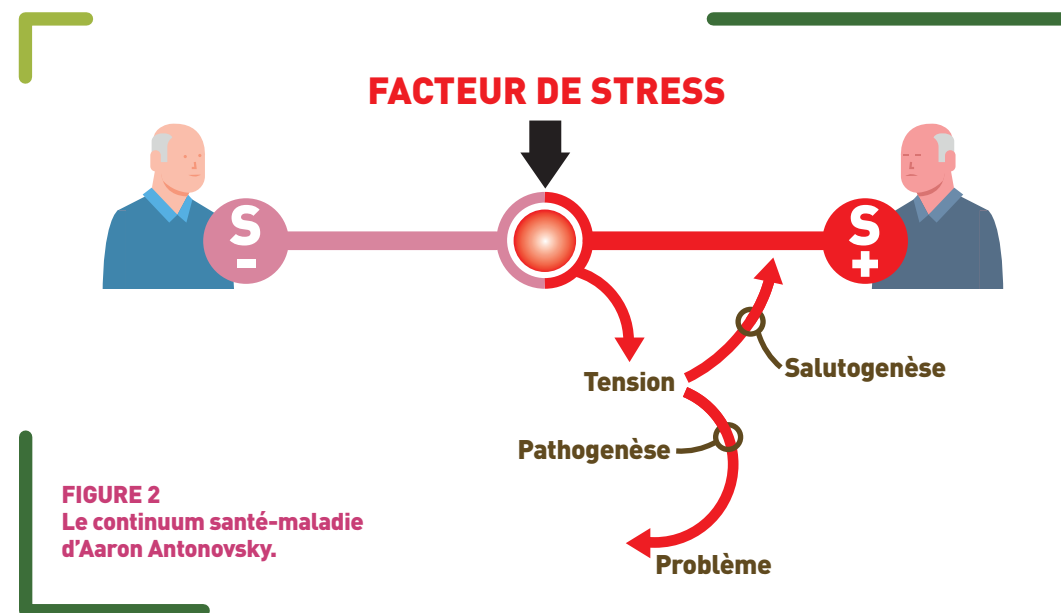 FACTEUR DE STRESS
S
-
S
+
Tension
Salutogenèse
Pathogenèse
Problème
FIGURE 2
Le continuum santé-maladie
d’Aaron Antonovsky.